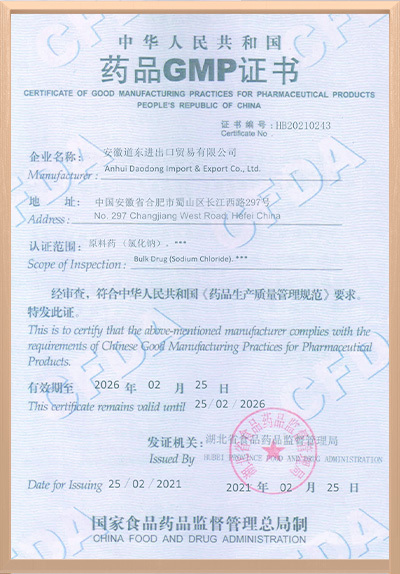 中华人民共和国
药品GMP证书
CERTIFICATE OF GOOD MANUFACTURING PRACTICES FOR PHARMACEUTICAL PRODUCTS
PEOPLE'S REPUBLIC OF CHINA
证书编号:HB20210243
Certificate No
企业名称: 安徽道东进出口贸易有限公司
Manufacturer: Anhui Daodong Import & Export Co., Ltd.
地 址: 中国安徽省合肥市蜀山区长江西路297号
Address: No. 297 Changjiang West Road, Hefei China
认证范围: 原料药（氯化钠）. ***
Scope of Inspection: Bulk Drug (Sodium Chloride). ***
经审查，符合中华人民共和国《药品生产质量管理规范》要求。
特发此证。
This is to certify that the above-mentioned manufacturer complies with the
requirements of Chinese Good Manufacturing Practices for Pharmaceutical
Products.
有效期至 2026 年 02 月 25 日
This certificate remains valid until 25/02/2026
发证机关: 湖北省食品药品监督管理局
Issued By HUBEI PROVINCE FOOD AND DRUG ADMINISTRATION
Date for Issuing 25/02/2021 2021 年 02 月 25 日
国家食品药品监督管理总局制
CHINA FOOD AND DRUG ADMINISTRATION
CFDA